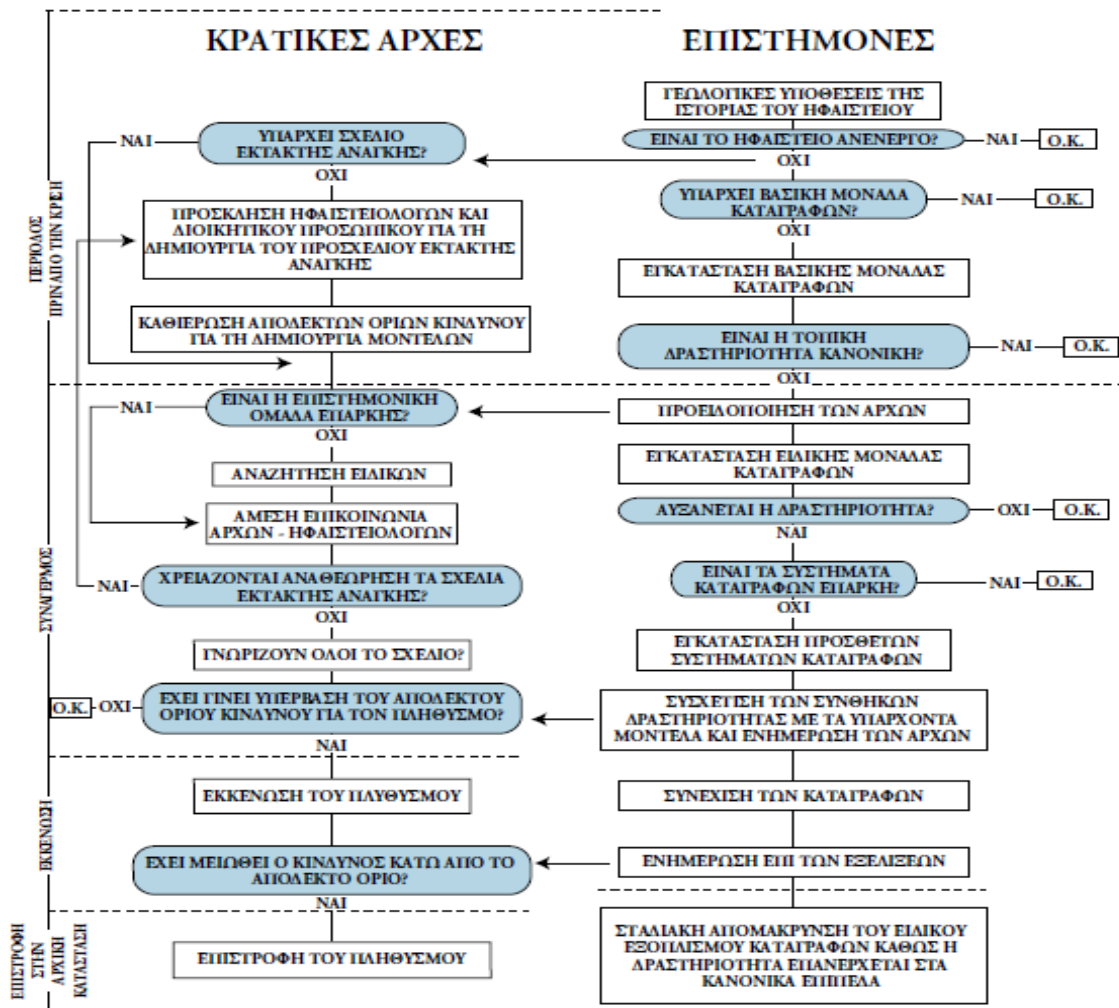 ΚΡΑΤΙΚΕΣ ΑΡΧΕΣ
ΥΠΑΡΧΕΙ ΣΧΕΔΙΟ
ΕΚΤΑΚΤΗΣ ΑΝΑΓΚΗΣ?
ΝΑΙ
ΟΧΙ
ΠΡΟΣΚΛΗΣΗ ΗΦΑΙΣΤΕΙΟΛΟΓΩΝ ΚΑΙ
ΔΙΟΙΚΗΤΙΚΟΥ ΠΡΟΣΩΠΙΚΟΥ ΓΙΑ ΤΗ
ΔΗΜΙΟΥΡΓΙΑ ΤΟΥ ΠΡΟΣΧΕΔΙΟΥ ΕΚΤΑΚΤΗΣ
ΑΝΑΓΚΗΣ
ΚΑΘΙΕΡΩΣΗ ΑΠΟΔΕΚΤΩΝ ΟΡΙΩΝ ΚΙΝΔΥΝΟΥ
ΓΙΑ ΤΗ ΔΗΜΙΟΥΡΓΙΑ ΜΟΝΤΕΛΩΝ
ΕΙΝΑΙ Η ΕΠΙΣΤΗΜΟΝΙΚΗ
ΟΜΑΔΑ ΕΠΑΡΚΗΣ?
ΝΑΙ
ΟΧΙ
ΑΝΑΖΗΤΗΣΗ ΕΙΔΙΚΩΝ
ΑΜΕΣΗ ΕΠΙΚΟΙΝΩΝΙΑ
ΑΡΧΩΝ - ΗΦΑΙΣΤΕΙΟΛΟΓΩΝ
ΧΡΕΙΑΖΟΝΤΑΙ ΑΝΑΘΕΩΡΗΣΗ ΤΑ ΣΧΕΔΙΑ
ΕΚΤΑΚΤΗΣ ΑΝΑΓΚΗΣ?
ΝΑΙ
ΟΧΙ
ΓΝΩΡΙΖΟΥΝ ΟΛΟΙ ΤΟ ΣΧΕΔΙΟ?
ΕΧΕΙ ΓΙΝΕΙ ΥΠΕΡΒΑΣΗ ΤΟΥ ΑΠΟΔΕΚΤΟΥ
ΟΡΙΟΥ ΚΙΝΔΥΝΟΥ ΓΙΑ ΤΟΝ ΠΛΗΘΥΣΜΟ?
ΟΧΙ
Ο.Κ.
ΝΑΙ
ΕΚΚΕΝΩΣΗ ΤΟΥ ΠΛΥΘΥΣΜΟΥ
ΕΧΕΙ ΜΕΙΩΘΕΙ Ο ΚΙΝΔΥΝΟΣ ΚΑΤΩ ΑΠΟ ΤΟ
ΑΠΟΔΕΚΤΟ ΟΡΙΟ?
ΝΑΙ
ΕΠΙΣΤΡΟΦΗ ΤΟΥ ΠΛΗΘΥΣΜΟΥ
ΕΠΙΣΤΗΜΟΝΕΣ
ΓΕΩΛΟΓΙΚΕΣ ΥΠΟΘΕΣΕΙΣ ΤΗΣ
ΙΣΤΟΡΙΑΣ ΤΟΥ ΗΦΑΙΣΤΕΙΟΥ
ΕΙΝΑΙ ΤΟ ΗΦΑΙΣΤΕΙΟ ΑΝΕΝΕΡΓΟ?
ΝΑΙ
Ο.Κ.
ΟΧΙ
ΥΠΑΡΧΕΙ ΒΑΣΙΚΗ ΜΟΝΑΔΑ
ΚΑΤΑΓΡΑΦΩΝ?
ΝΑΙ
Ο.Κ.
ΟΧΙ
ΕΓΚΑΤΑΣΤΑΣΗ ΒΑΣΙΚΗΣ ΜΟΝΑΔΑΣ
ΚΑΤΑΓΡΑΦΩΝ
ΕΙΝΑΙ Η ΤΟΠΙΚΗ
ΔΡΑΣΤΗΡΙΟΤΗΤΑ ΚΑΝΟΝΙΚΗ?
ΝΑΙ
Ο.Κ.
ΟΧΙ
ΠΡΟΕΙΔΟΠΟΙΗΣΗ ΤΩΝ ΑΡΧΩΝ
ΕΓΚΑΤΑΣΤΑΣΗ ΕΙΔΙΚΗΣ ΜΟΝΑΔΑΣ
ΚΑΤΑΓΡΑΦΩΝ
ΑΥΞΑΝΕΤΑΙ Η ΔΡΑΣΤΗΡΙΟΤΗΤΑ?
ΟΧΙ
Ο.Κ.
ΝΑΙ
ΕΙΝΑΙ ΤΑ ΣΥΣΤΗΜΑΤΑ
ΚΑΤΑΓΡΑΦΩΝ ΕΠΑΡΚΗ?
ΝΑΙ
Ο.Κ.
ΟΧΙ
ΕΓΚΑΤΑΣΤΑΣΗ ΠΡΟΣΘΕΤΩΝ
ΣΥΣΤΗΜΑΤΩΝ ΚΑΤΑΓΡΑΦΩΝ
ΣΥΣΧΕΤΙΣΗ ΤΩΝ ΣΥΝΘΗΚΩΝ
ΔΡΑΣΤΗΡΙΟΤΗΤΑΣ ΜΕ ΤΑ ΥΠΑΡΧΟΝΤΑ
ΜΟΝΤΕΛΑ ΚΑΙ ΕΝΗΜΕΡΩΣΗ ΤΩΝ ΑΡΧΩΝ
ΣΥΝΕΧΙΣΗ ΤΩΝ ΚΑΤΑΓΡΑΦΩΝ
ΕΝΗΜΕΡΩΣΗ ΕΠΙ ΤΩΝ ΕΞΕΛΙΞΕΩΝ
ΣΤΑΔΙΑΚΗ ΑΠΟΜΑΚΡΥΝΣΗ ΤΟΥ ΕΙΔΙΚΟΥ
ΕΞΟΠΛΙΣΜΟΥ ΚΑΤΑΓΡΑΦΩΝ ΚΑΘΩΣ Η
ΔΡΑΣΤΗΡΙΟΤΗΤΑ ΕΠΑΝΕΡΧΕΤΑΙ ΣΤΑ
ΚΑΝΟΝΙΚΑ ΕΠΙΠΕΔΑ
ΠΕΡΙΟΔΟΣ
ΠΡΙΝ ΑΠΟ ΤΗΝ ΚΡΙΣΗ
ΣΥΝΑΓΕΡΜΟΣ
ΕΚΚΕΝΩΣΗ
ΕΠΙΣΤΡΟΦΗ
ΣΤΗΝ
ΑΡΧΙΚΗ
ΚΑΤΑΣΤΑΣΗ